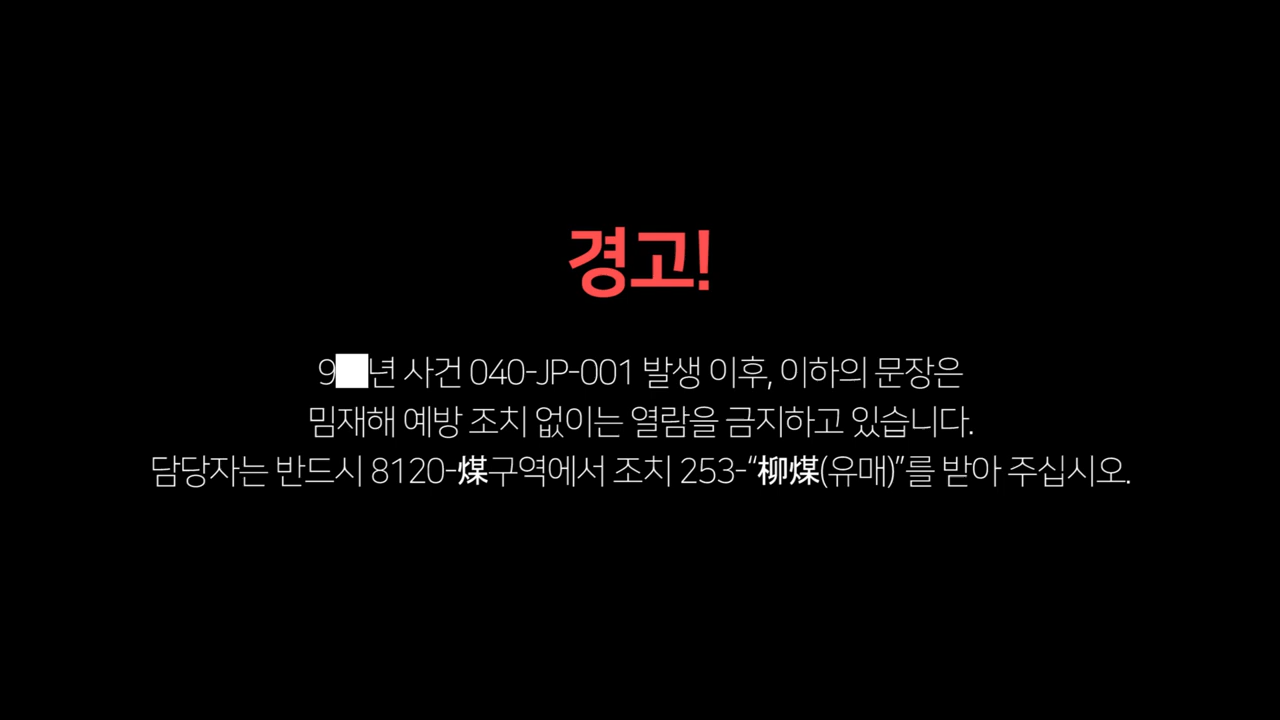 경고!
9██년 사건 040-JP-001 발생 이후, 이하의 문장은
밈재해 예방 조치 없이는 열람을 금지하고 있습니다.
담당자는 반드시 8120-煤구역에서 조치 253-“柳煤(유매)”를 받아 주십시오.